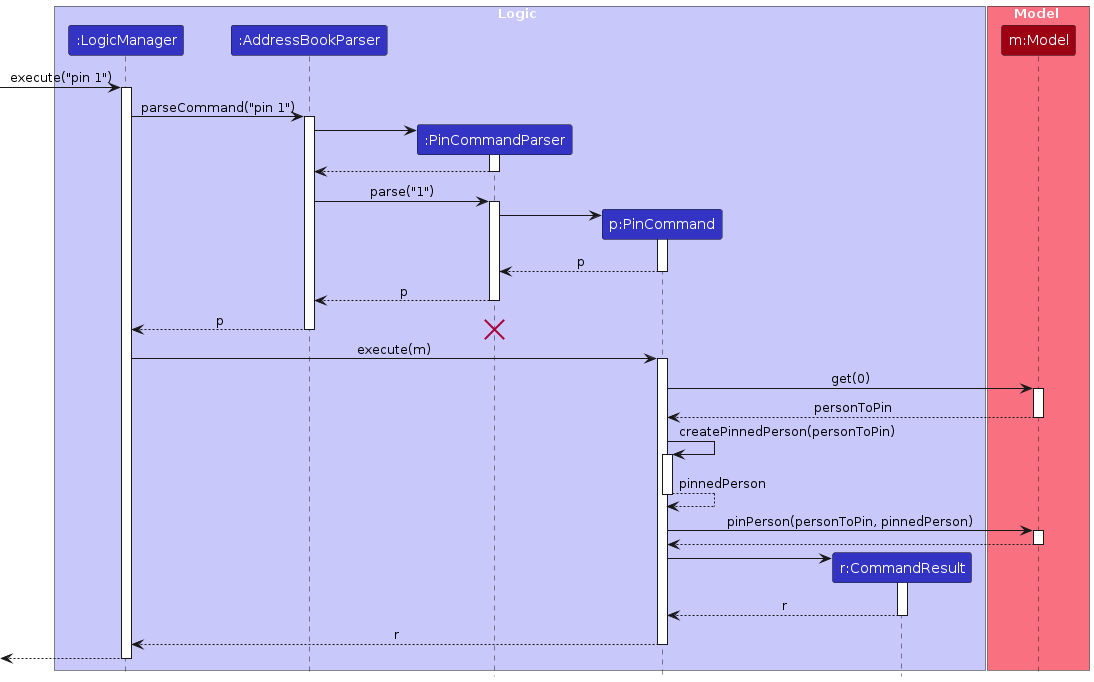 Logic
Model
:LogicManager
:AddressBookParser
m:Model
execute("pin 1")
parseCommand("pin 1")
:PinCommandParser
parse("1")
p:PinCommand
p
p
p
execute(m)
get(0)
personToPin
createPinnedPerson(personToPin)
pinnedPerson
pinPerson(personToPin, pinnedPerson)
r:CommandResult
r
r